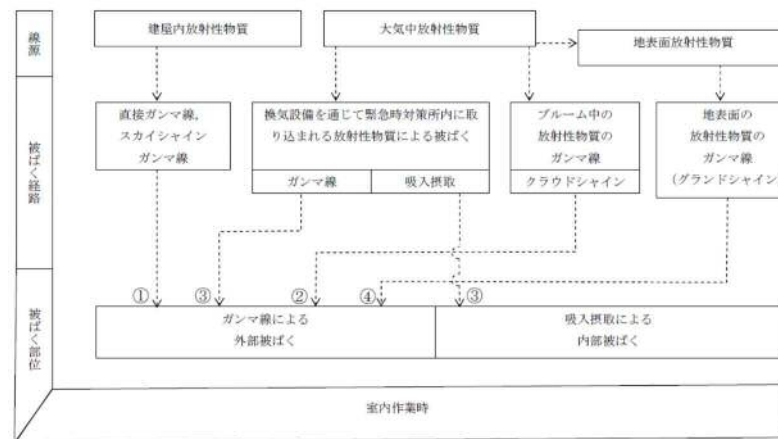 線源
建屋内放射性物質
大気中放射性物質
地表面放射性物質
被ばく経路
直接ガンマ線，
スカイシャイン
ガンマ線
換気設備を通じて緊急時対策所内に取
り込まれる放射性物質による被ばく
ガンマ線
吸入摂取
プルーム中の
放射性物質の
ガンマ線
クラウドシャイン
地表面の
放射性物質の
ガンマ線
（グランドシャイン）
①
③
②
④
③
被ばく部位
ガンマ線による
外部被ばく
吸入摂取による
内部被ばく
室内作業時